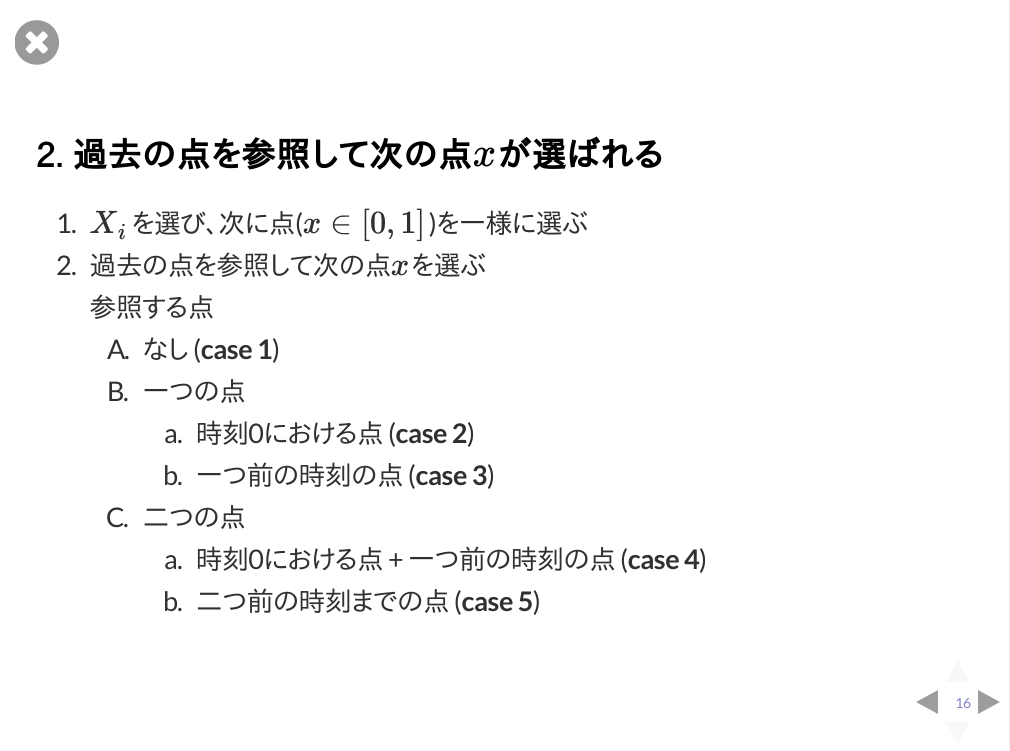 2. 過去の点を参照して次の点xが選ばれる
1. X_i を選び、次に点(x ∈ [0, 1])を一様に選ぶ
2. 過去の点を参照して次の点xを選ぶ
参照する点
A. なし (case 1)
B. 一つの点
a. 時刻0における点 (case 2)
b. 一つ前の時刻の点 (case 3)
C. 二つの点
a. 時刻0における点 + 一つ前の時刻の点 (case 4)
b. 二つ前の時刻までの点 (case 5)
16